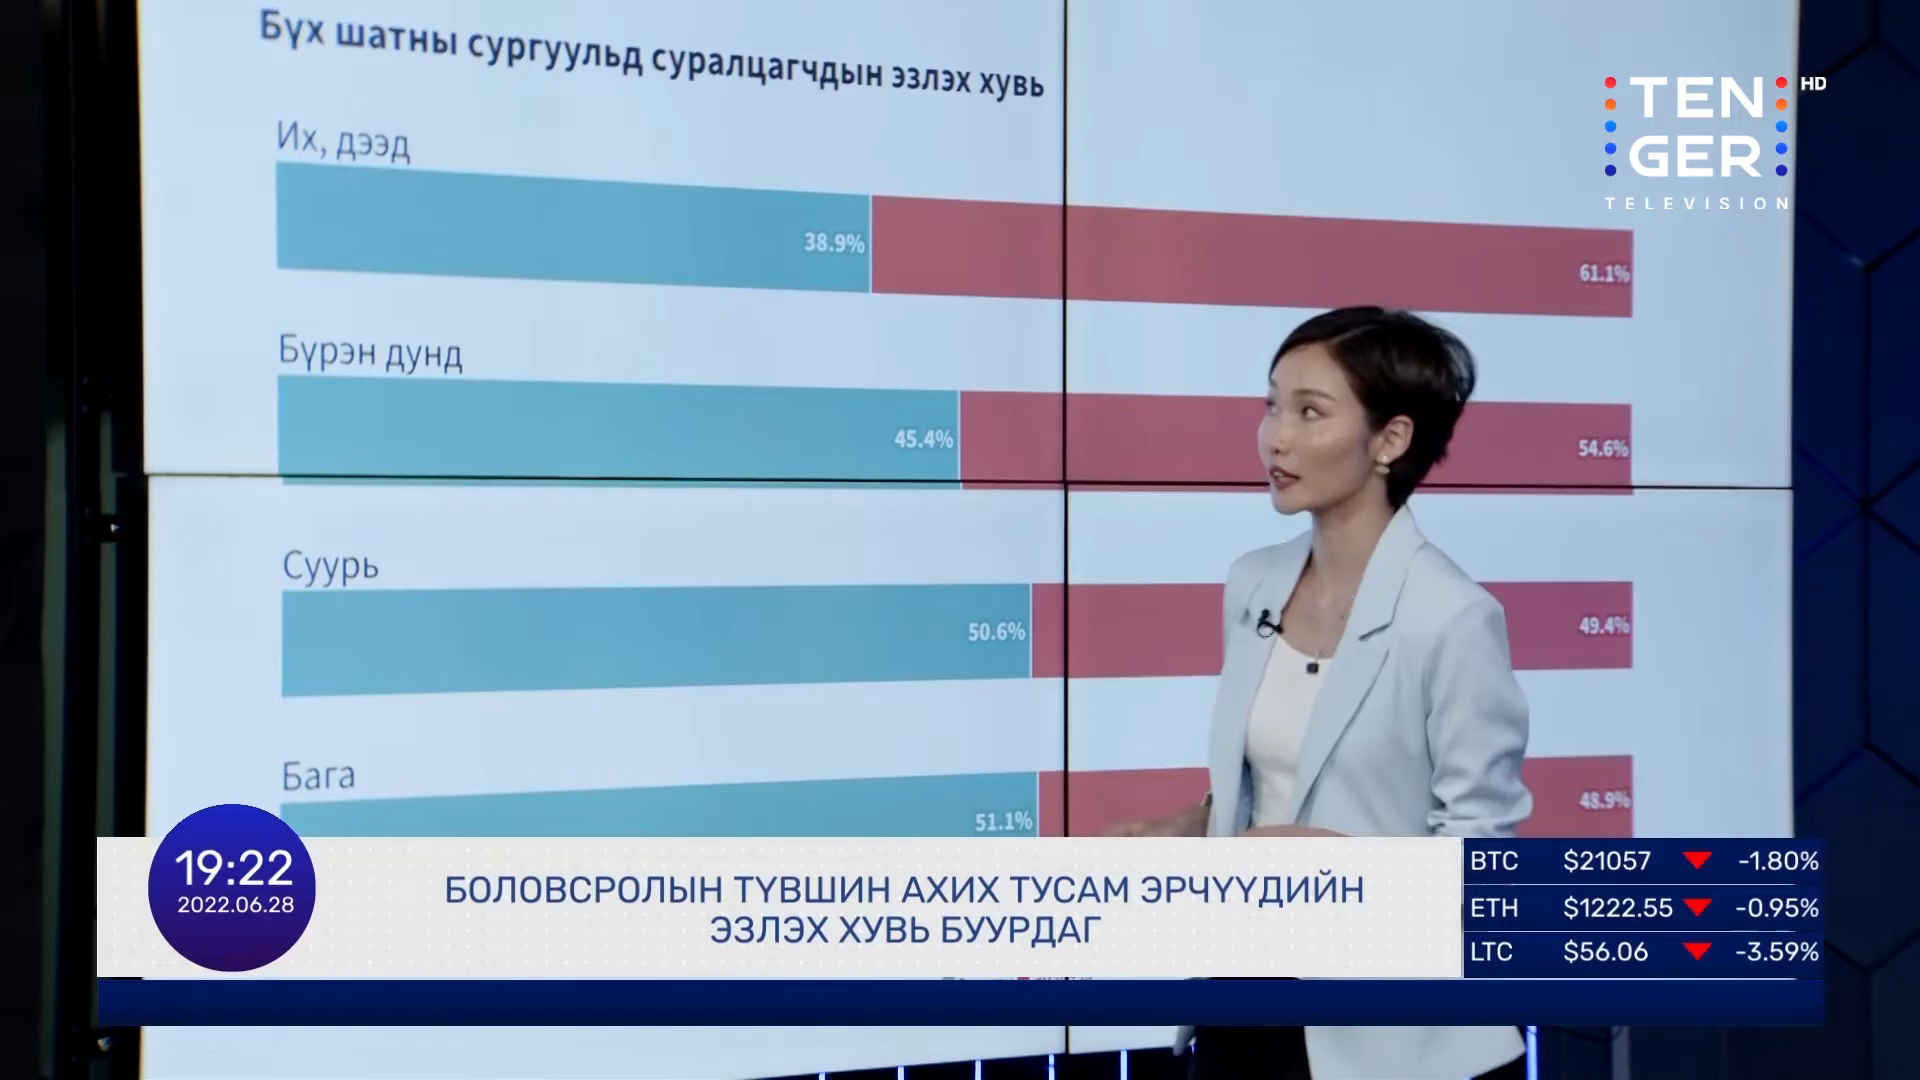 Бүх шатны сургуульд суралцагчдын эзлэх хувь
TEN HD
GER
TELEVISION
Их, дээд
38.9% 61.1%
Бүрэн дунд
45.4% 54.6%
Суурь
50.6% 49.4%
Бага
51.1% 48.9%
19:22
2022.06.28
БОЛОВСРОЛЫН ТҮВШИН АХИХ ТУСАМ ЭРЧҮҮДИЙН
ЭЗЛЭХ ХУВЬ БУУРДАГ
BTC $21057 -1.80%
ETH $1222.55 -0.95%
LTC $56.06 -3.59%